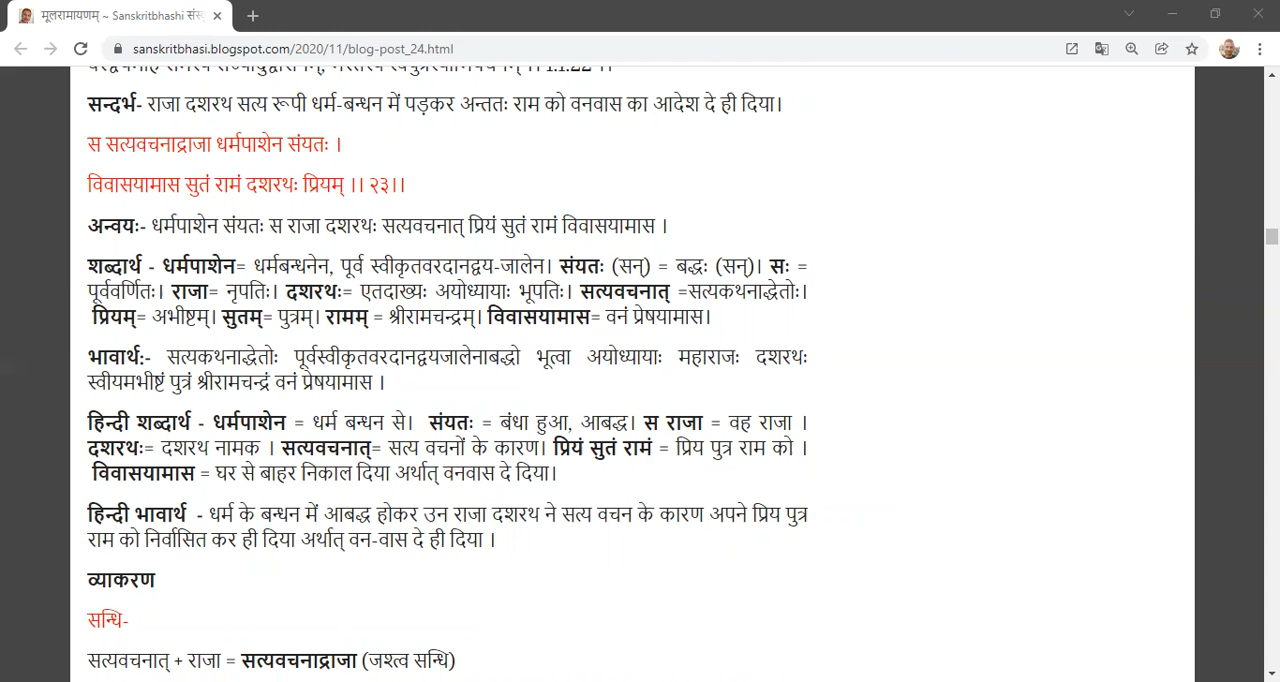 मूलरामायणम् ~ Sanskritbhashi संस्
sanskritbhasi.blogspot.com/2020/11/blog-post_24.html
सन्दर्भ- राजा दशरथ सत्य रूपी धर्म-बन्धन में पड़कर अन्ततः राम को वनवास का आदेश दे ही दिया।
स सत्यवचनाद्राजा धर्मपाशेन संयतः ।
विवासयामास सुतं रामं दशरथः प्रियम् ।। २३।।
अन्वयः- धर्मपाशेन संयतः स राजा दशरथः सत्यवचनात् प्रियं सुतं रामं विवासयामास ।
शब्दार्थ - धर्मपाशेन= धर्मबन्धनेन, पूर्व स्वीकृतवरदानद्वय-जालेन। संयतः (सन्) = बद्धः (सन्)। सः =
पूर्ववर्णितः। राजा= नृपतिः। दशरथः= एतदाख्यः अयोध्यायाः भूपतिः। सत्यवचनात् =सत्यकथनाद्धेतोः।
प्रियम्= अभीष्टम्। सुतम्= पुत्रम्। रामम् = श्रीरामचन्द्रम्। विवासयामास= वनं प्रेषयामास।
भावार्थः- सत्यकथनाद्धेतोः पूर्वस्वीकृतवरदानद्वयजालेनाबद्धो भूत्वा अयोध्यायाः महाराजः दशरथः
स्वीयमभीष्टं पुत्रं श्रीरामचन्द्रं वनं प्रेषयामास ।
हिन्दी शब्दार्थ - धर्मपाशेन = धर्म बन्धन से। संयतः = बंधा हुआ, आबद्ध। स राजा = वह राजा ।
दशरथः= दशरथ नामक । सत्यवचनात्= सत्य वचनों के कारण। प्रियं सुतं रामं = प्रिय पुत्र राम को ।
विवासयामास = घर से बाहर निकाल दिया अर्थात् वनवास दे दिया।
हिन्दी भावार्थ - धर्म के बन्धन में आबद्ध होकर उन राजा दशरथ ने सत्य वचन के कारण अपने प्रिय पुत्र
राम को निर्वासित कर ही दिया अर्थात् वन-वास दे ही दिया ।
व्याकरण
सन्धि-
सत्यवचनात् + राजा = सत्यवचनाद्राजा (जश्त्व सन्धि)